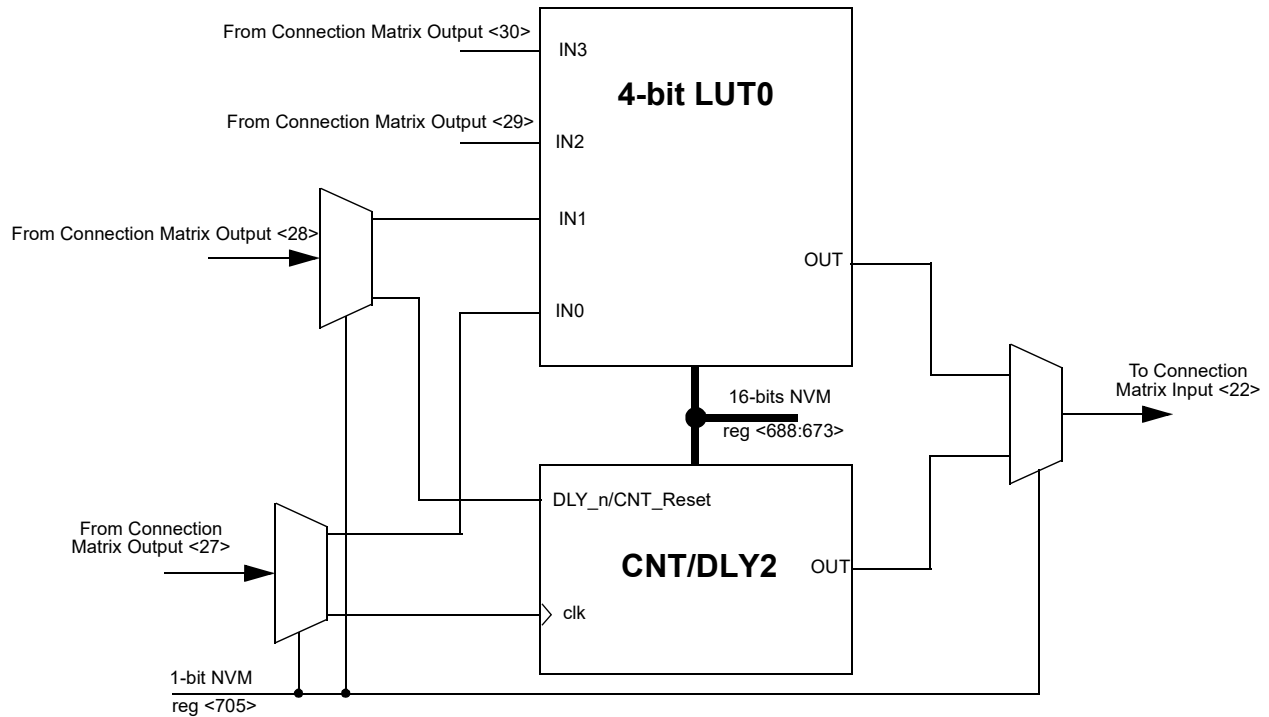 From Connection Matrix Output <30>
IN3
4-bit LUT0
From Connection Matrix Output <29>
IN2
IN1
From Connection Matrix Output <28>
OUT
IN0
To Connection
Matrix Input <22>
16-bits NVM
reg <688:673>
DLY_n/CNT_Reset
From Connection
Matrix Output <27>
CNT/DLY2
OUT
clk
1-bit NVM
reg <705>